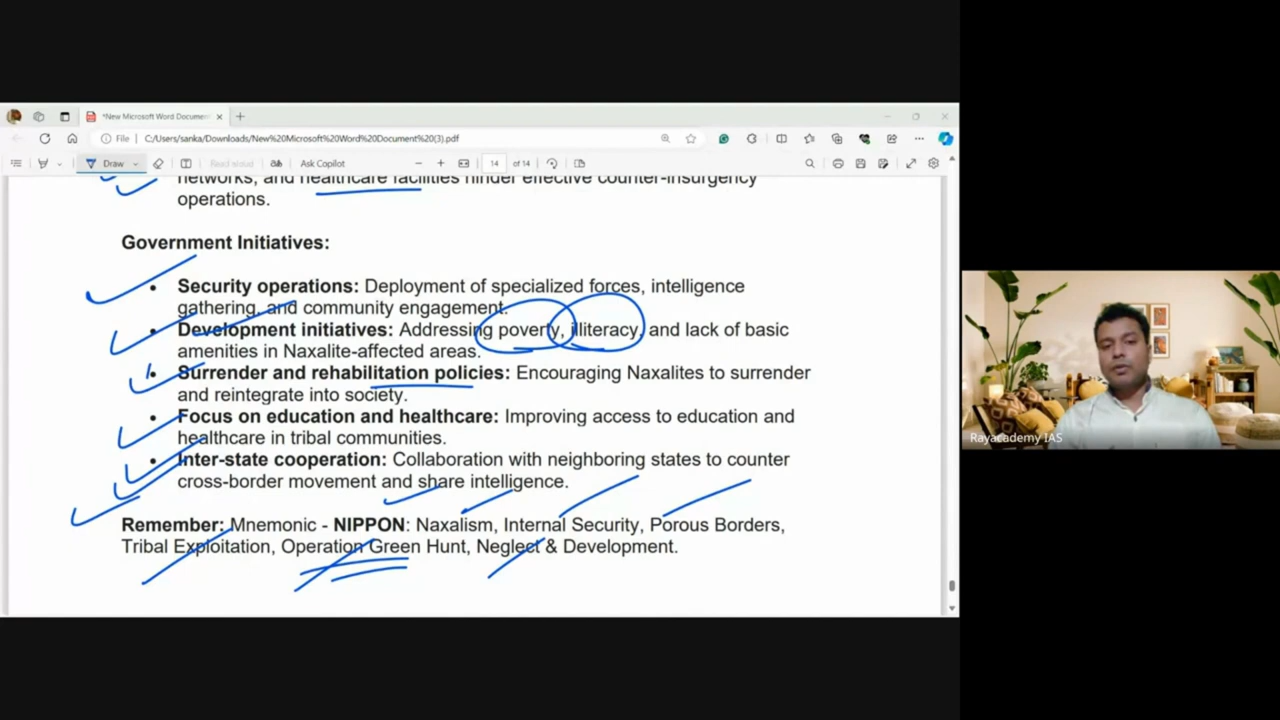 *New Microsoft Word Documen
File
C:/Users/sanka/Downloads/New%20Microsoft%20Word%20Document%20(3).pdf
Draw
Read aloud
Ask Copilot
14
of 14
networks, and healthcare facilities hinder effective counter-insurgency
operations.
Government Initiatives:
• Security operations: Deployment of specialized forces, intelligence
gathering, and community engagement.
• Development initiatives: Addressing poverty, illiteracy, and lack of basic
amenities in Naxalite-affected areas.
• Surrender and rehabilitation policies: Encouraging Naxalites to surrender
and reintegrate into society.
• Focus on education and healthcare: Improving access to education and
healthcare in tribal communities.
• Inter-state cooperation: Collaboration with neighboring states to counter
cross-border movement and share intelligence.
Remember: Mnemonic - NIPPON: Naxalism, Internal Security, Porous Borders,
Tribal Exploitation, Operation Green Hunt, Neglect & Development.
Rayacademy IAS